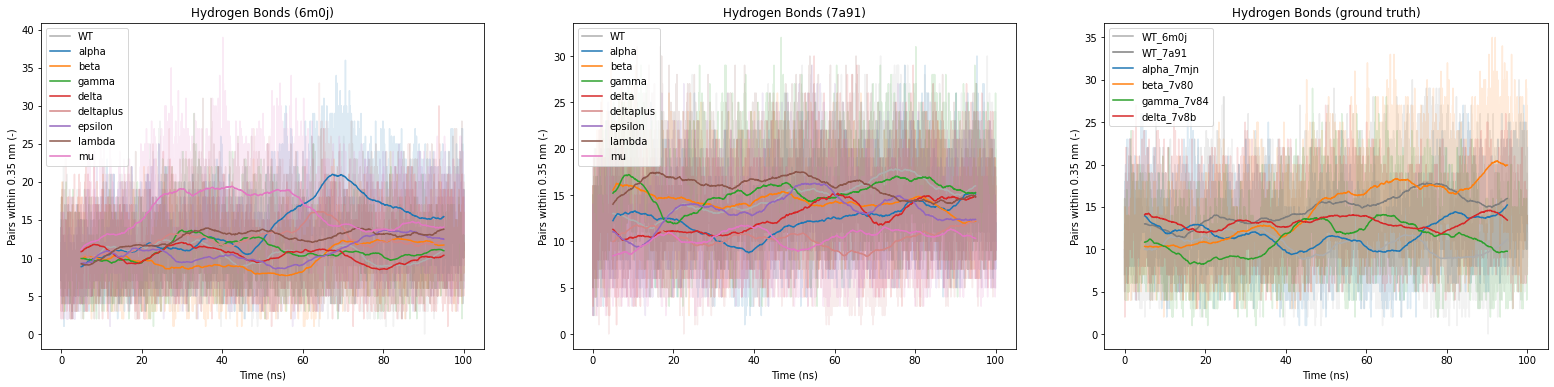 Hydrogen Bonds (6m0j)
Pairs within 0.35 nm (-)
40
35
30
25
20
15
10
5
0
WT
alpha
beta
gamma
delta
deltaplus
epsilon
lambda
mu
0
20
40
60
80
100
Time (ns)
Hydrogen Bonds (7a91)
Pairs within 0.35 nm (-)
30
25
20
15
10
5
0
WT
alpha
beta
gamma
delta
deltaplus
epsilon
lambda
mu
0
20
40
60
80
100
Time (ns)
Hydrogen Bonds (ground truth)
Pairs within 0.35 nm (-)
35
30
25
20
15
10
5
0
WT_6m0j
WT_7a91
alpha_7mjn
beta_7v80
gamma_7v84
delta_7v8b
0
20
40
60
80
100
Time (ns)